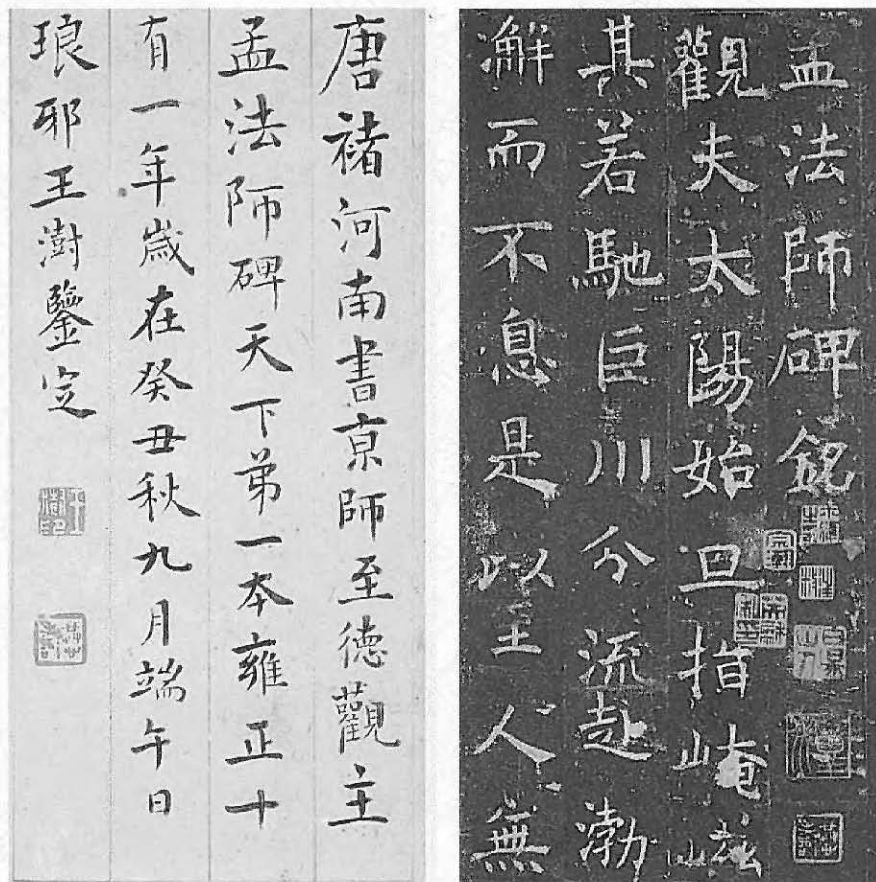 孟法師碑銘
觀夫太陽始旦指崦嵫
其若馳巨川分流赴渤
澥而不息是以至人無
唐褚河南書亰師至德觀主
孟法師碑天下弟一本雍正十
有一年歲在癸丑秋九月端午日
琅邪王澍鑒定